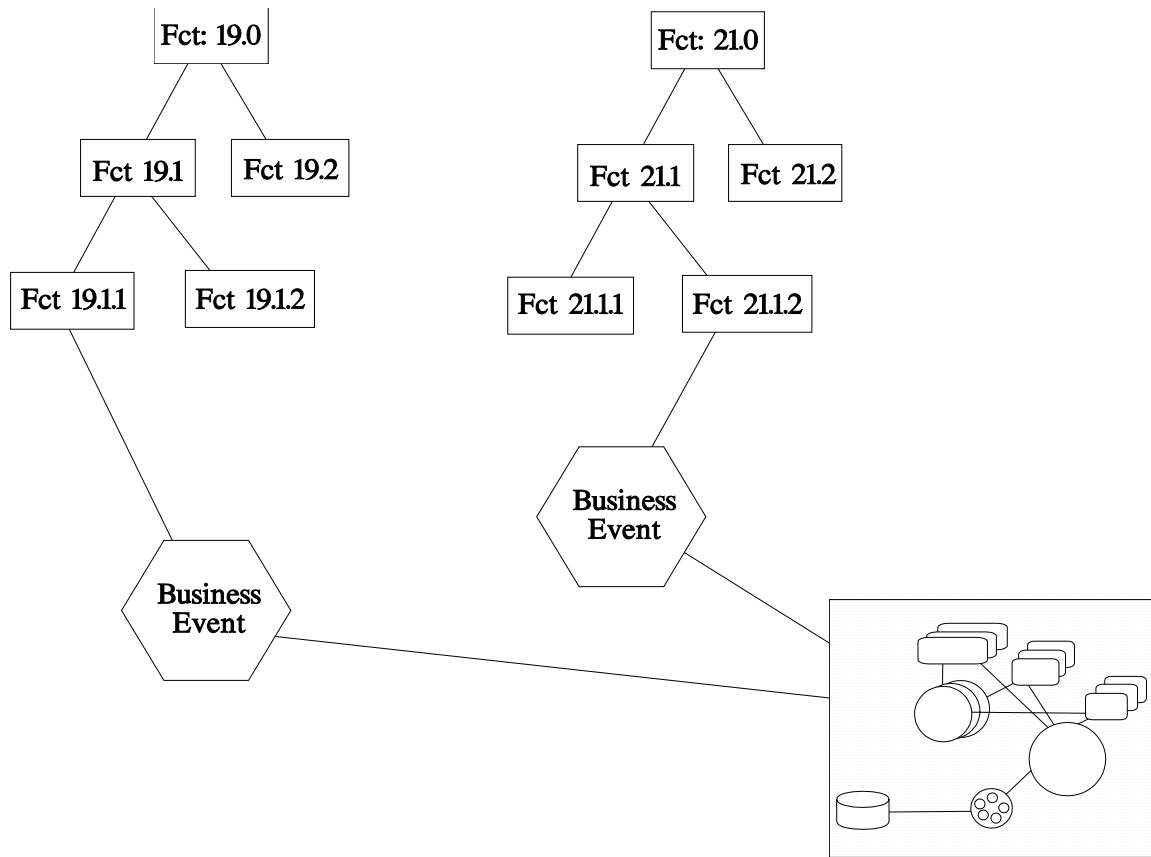 Fct: 19.0
Fct: 21.0
Fct 19.1
Fct 19.2
Fct 21.1
Fct 21.2
Fct 19.1.1
Fct 19.1.2
Fct 21.1.1
Fct 21.1.2
Business
Event
Business
Event